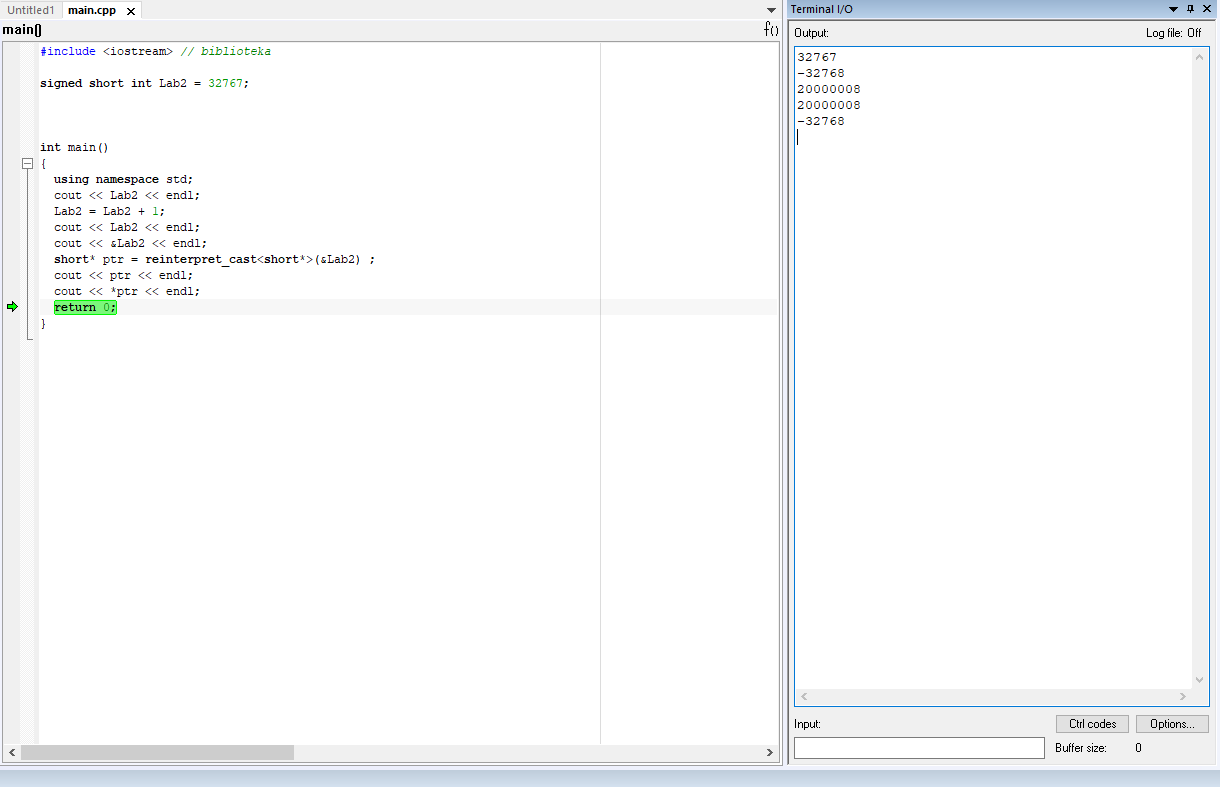 Untitled1 main.cpp x
main() f()
#include <iostream> // biblioteka
signed short int Lab2 = 32767;
int main()
{
using namespace std;
cout << Lab2 << endl;
Lab2 = Lab2 + 1;
cout << Lab2 << endl;
cout << &Lab2 << endl;
short* ptr = reinterpret_cast<short*>(&Lab2) ;
cout << ptr << endl;
cout << *ptr << endl;
return 0;
}
Terminal I/O
Output: Log file: Off
32767
-32768
20000008
20000008
-32768
Input: Ctrl codes Options...
Buffer size: 0